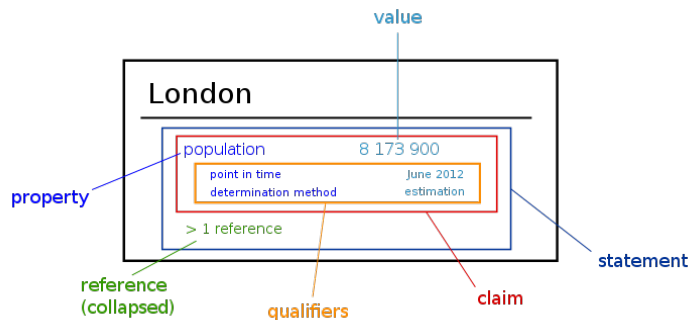 value
London
population 8 173 900
point in time June 2012
determination method estimation
property
> 1 reference
statement
reference
(collapsed)
qualifiers
claim